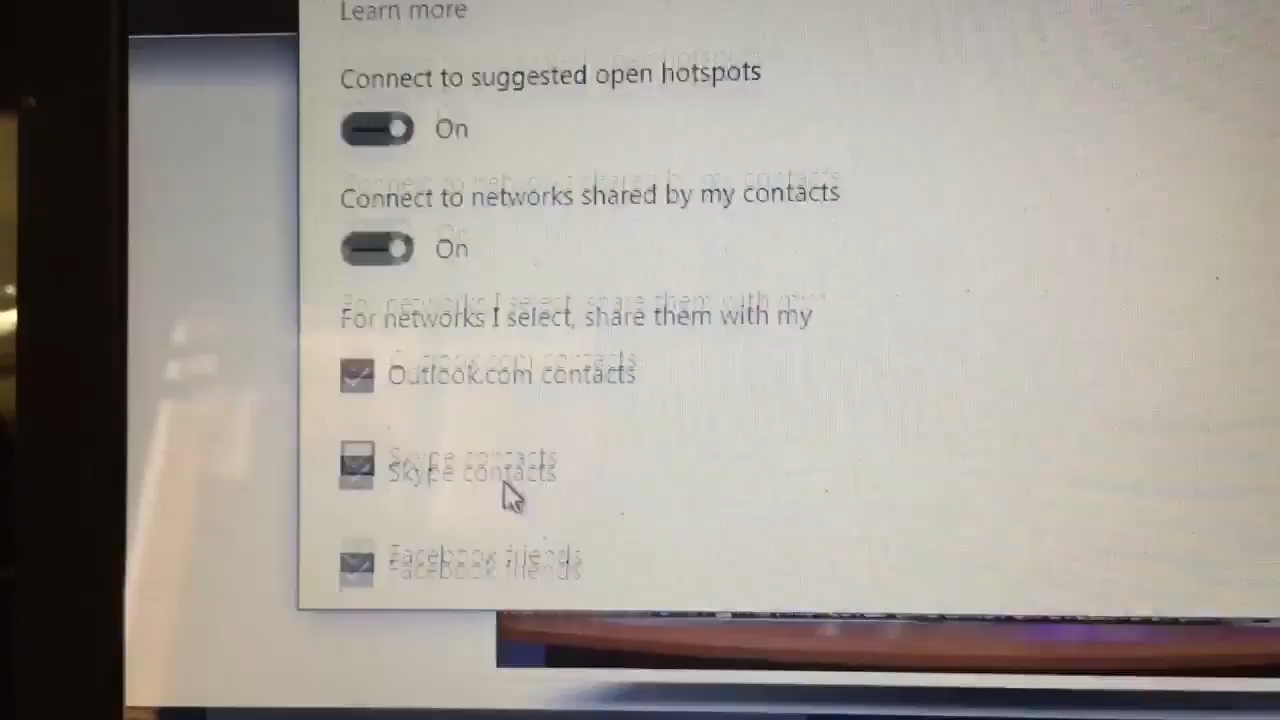 Learn more
Connect to suggested open hotspots
On
Connect to networks shared by my contacts
On
For networks I select, share them with my
Outlook.com contacts
Skype contacts
Facebook friends